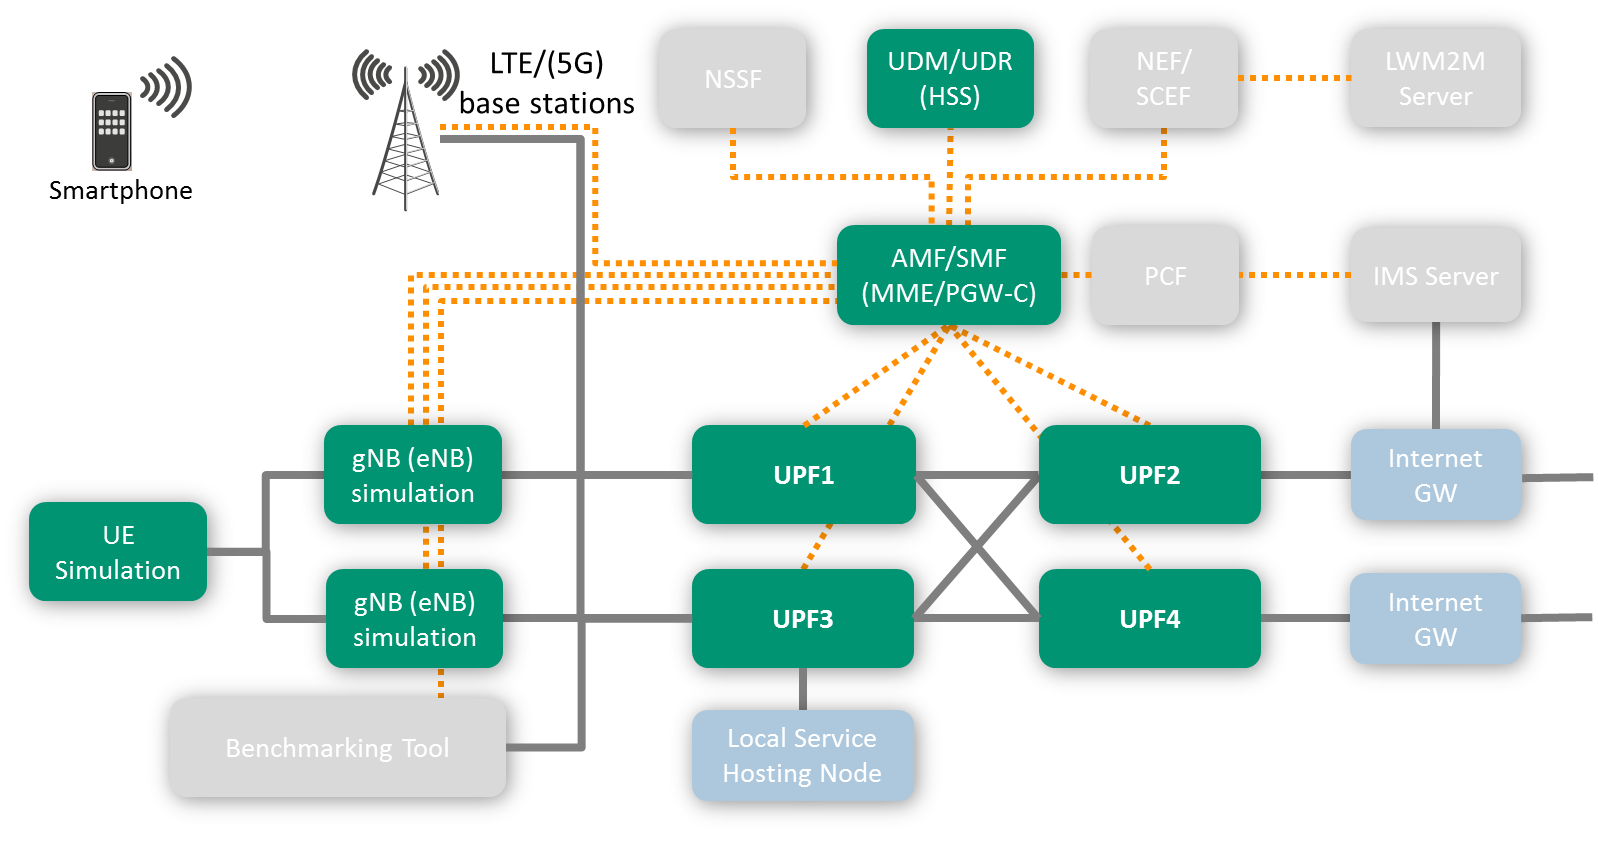 LTE/(5G)
base stations
Smartphone
NSSF
UDM/UDR
(HSS)
NEF/
SCEF
LWM2M
Server
AMF/SMF
(MME/PGW-C)
PCF
IMS Server
gNB (eNB)
simulation
UPF1
UPF2
Internet
GW
UE
Simulation
gNB (eNB)
simulation
UPF3
UPF4
Internet
GW
Benchmarking Tool
Local Service
Hosting Node